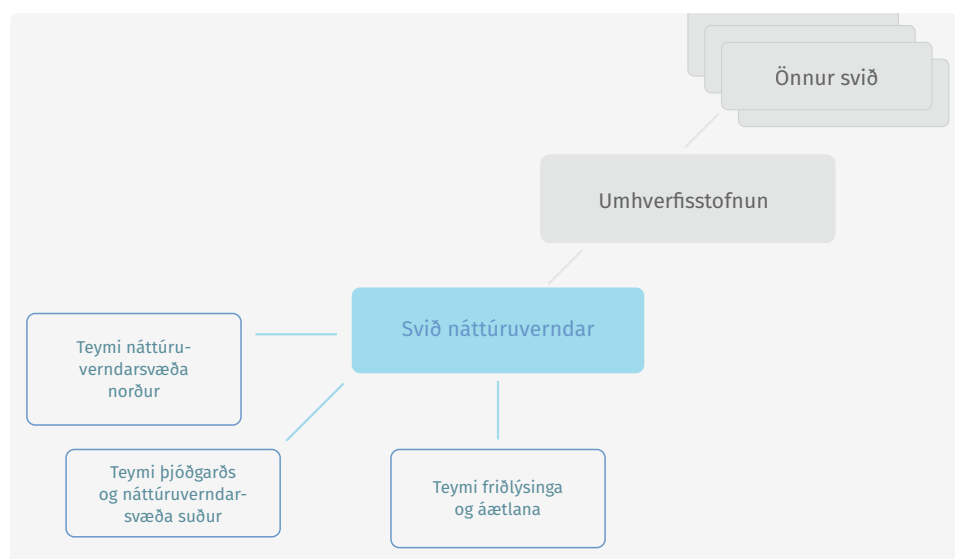 Önnur svið
Umhverfisstofnun
Svið náttúruverndar
Teymi náttúru-
verndarsvæða
norður
Teymi þjóðgarðs
og náttúruverndar-
svæða suður
Teymi friðlýsinga
og áætlana